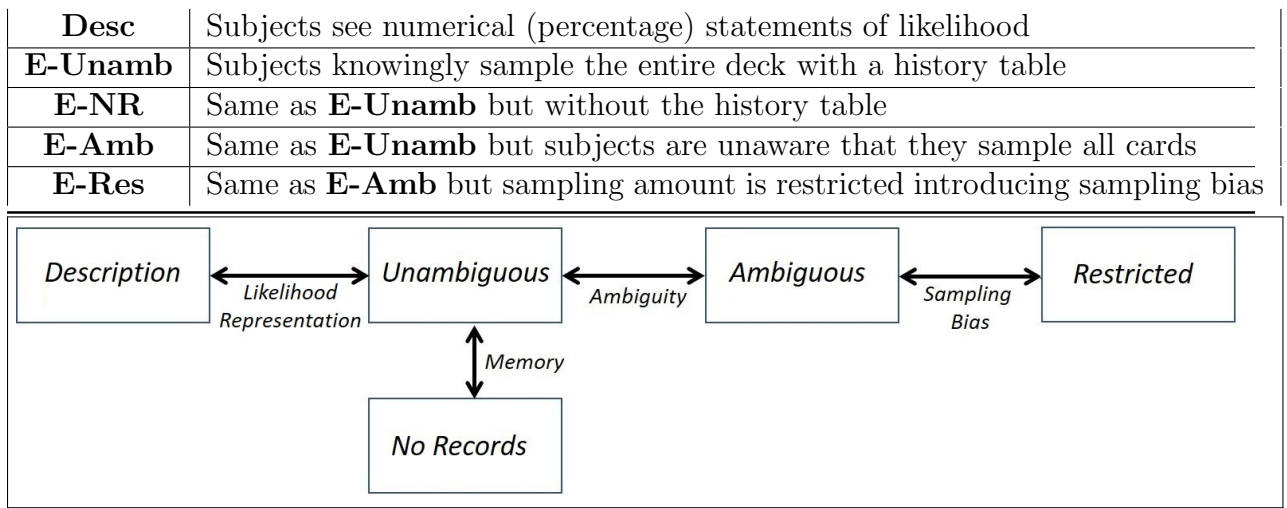 Desc Subjects see numerical (percentage) statements of likelihood
E-Unamb Subjects knowingly sample the entire deck with a history table
E-NR Same as E-Unamb but without the history table
E-Amb Same as E-Unamb but subjects are unaware that they sample all cards
E-Res Same as E-Amb but sampling amount is restricted introducing sampling bias
Description
Likelihood
Representation
Unambiguous
Ambiguity
Ambiguous
Sampling
Bias
Restricted
Memory
No Records